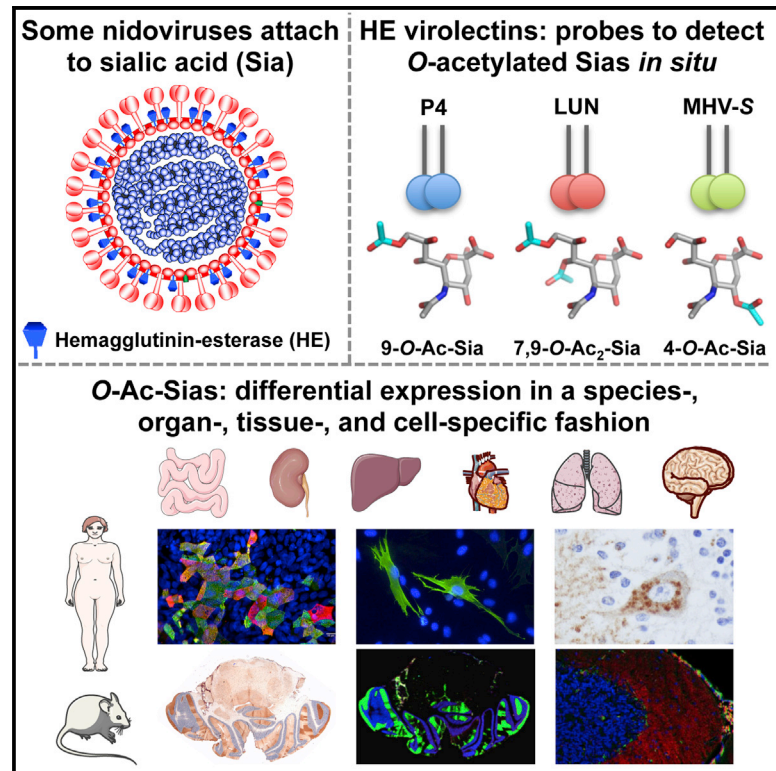 Some nidoviruses attach
to sialic acid (Sia)
Hemagglutinin-esterase (HE)
HE virolectins: probes to detect
O-acetylated Sias in situ
P4 LUN MHV-S
9-O-Ac-Sia 7,9-O-Ac₂-Sia 4-O-Ac-Sia
O-Ac-Sias: differential expression in a species-,
organ-, tissue-, and cell-specific fashion